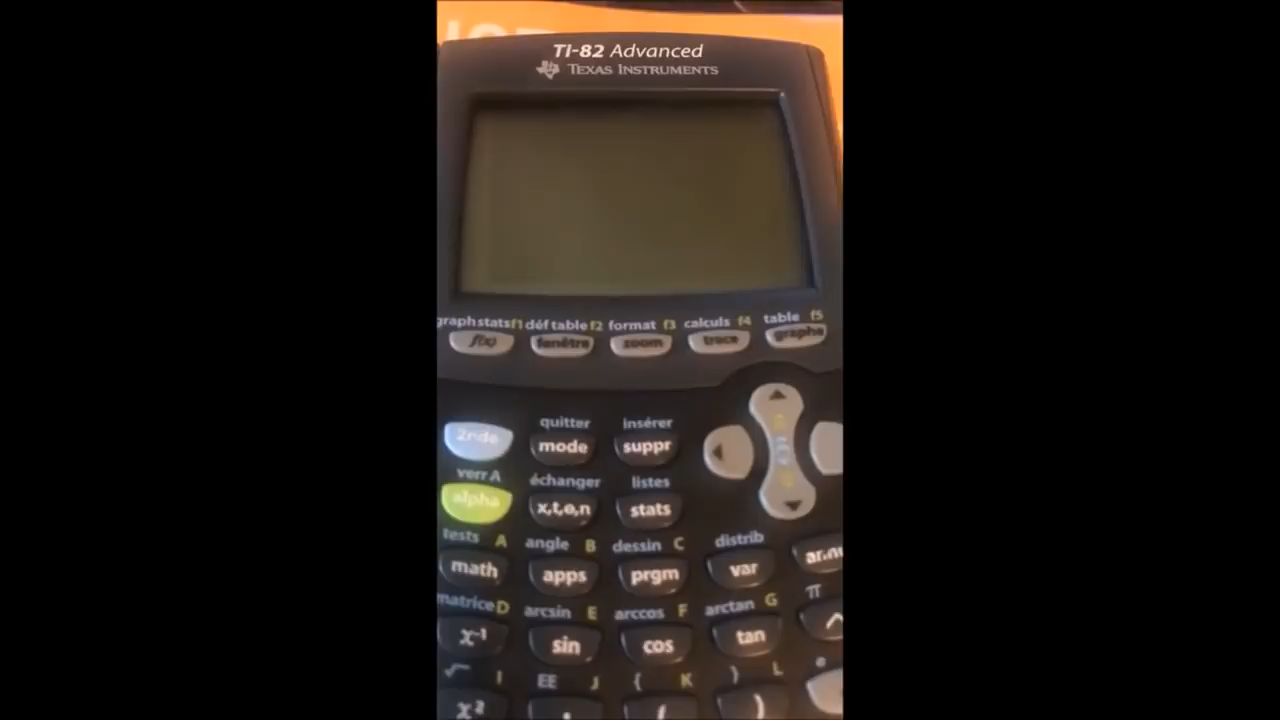 TI-82 Advanced
TEXAS INSTRUMENTS
graph stats f1 déf table f2 format f3 calculs f4 table f5
f(x) fenêtre zoom trace graphe
quitter insérer
2nde mode suppr
verr A échanger listes
alpha x,t,θ,n stats
tests A angle B dessin C distrib
math apps prgm var
matrice D arcsin E arccos F arctan G π
x⁻¹ sin cos tan ^
√ I EE J { K } L e
x² , ( )